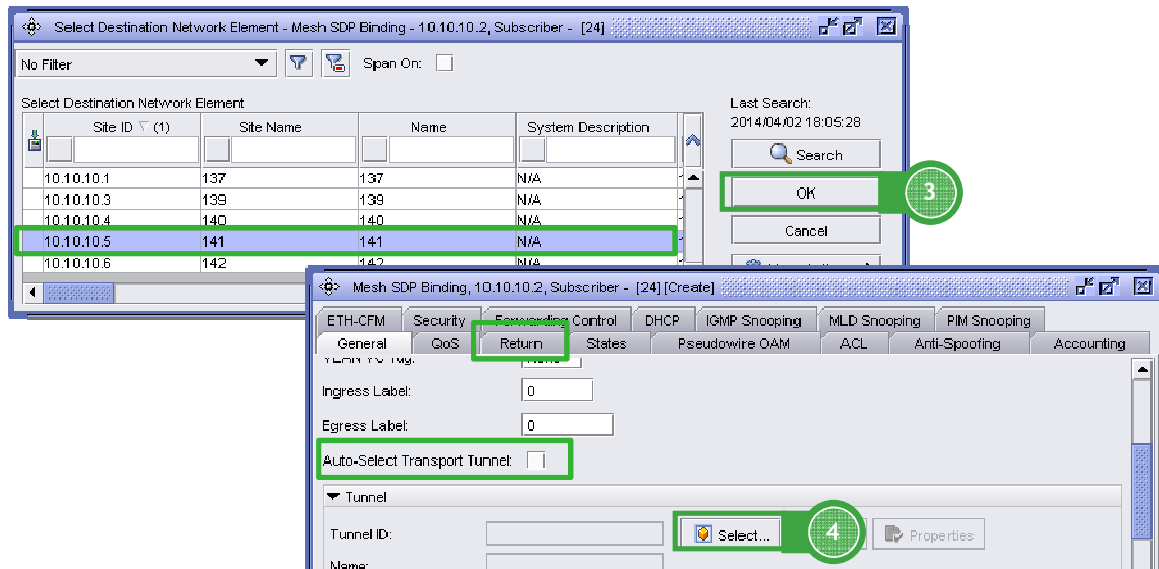 Select Destination Network Element - Mesh SDP Binding - 10.10.10.2, Subscriber - [24]
No Filter
Span On:
Select Destination Network Element
Last Search:
2014/04/02 18:05:28
Site ID (1) Site Name Name System Description
10.10.10.1 137 137 N/A
10.10.10.3 139 139 N/A
10.10.10.4 140 140 N/A
10.10.10.5 141 141 N/A
10.10.10.6 142 142 N/A
Search
OK
3
Cancel
Mesh SDP Binding, 10.10.10.2, Subscriber - [24] [Create]
ETH-CFM Security Forwarding Control DHCP IGMP Snooping MLD Snooping PIM Snooping
General QoS Return States Pseudowire OAM ACL Anti-Spoofing Accounting
VLAN VC Tag: None
Ingress Label: 0
Egress Label: 0
Auto-Select Transport Tunnel:
Tunnel
Tunnel ID: Select... 4 Properties
Name: